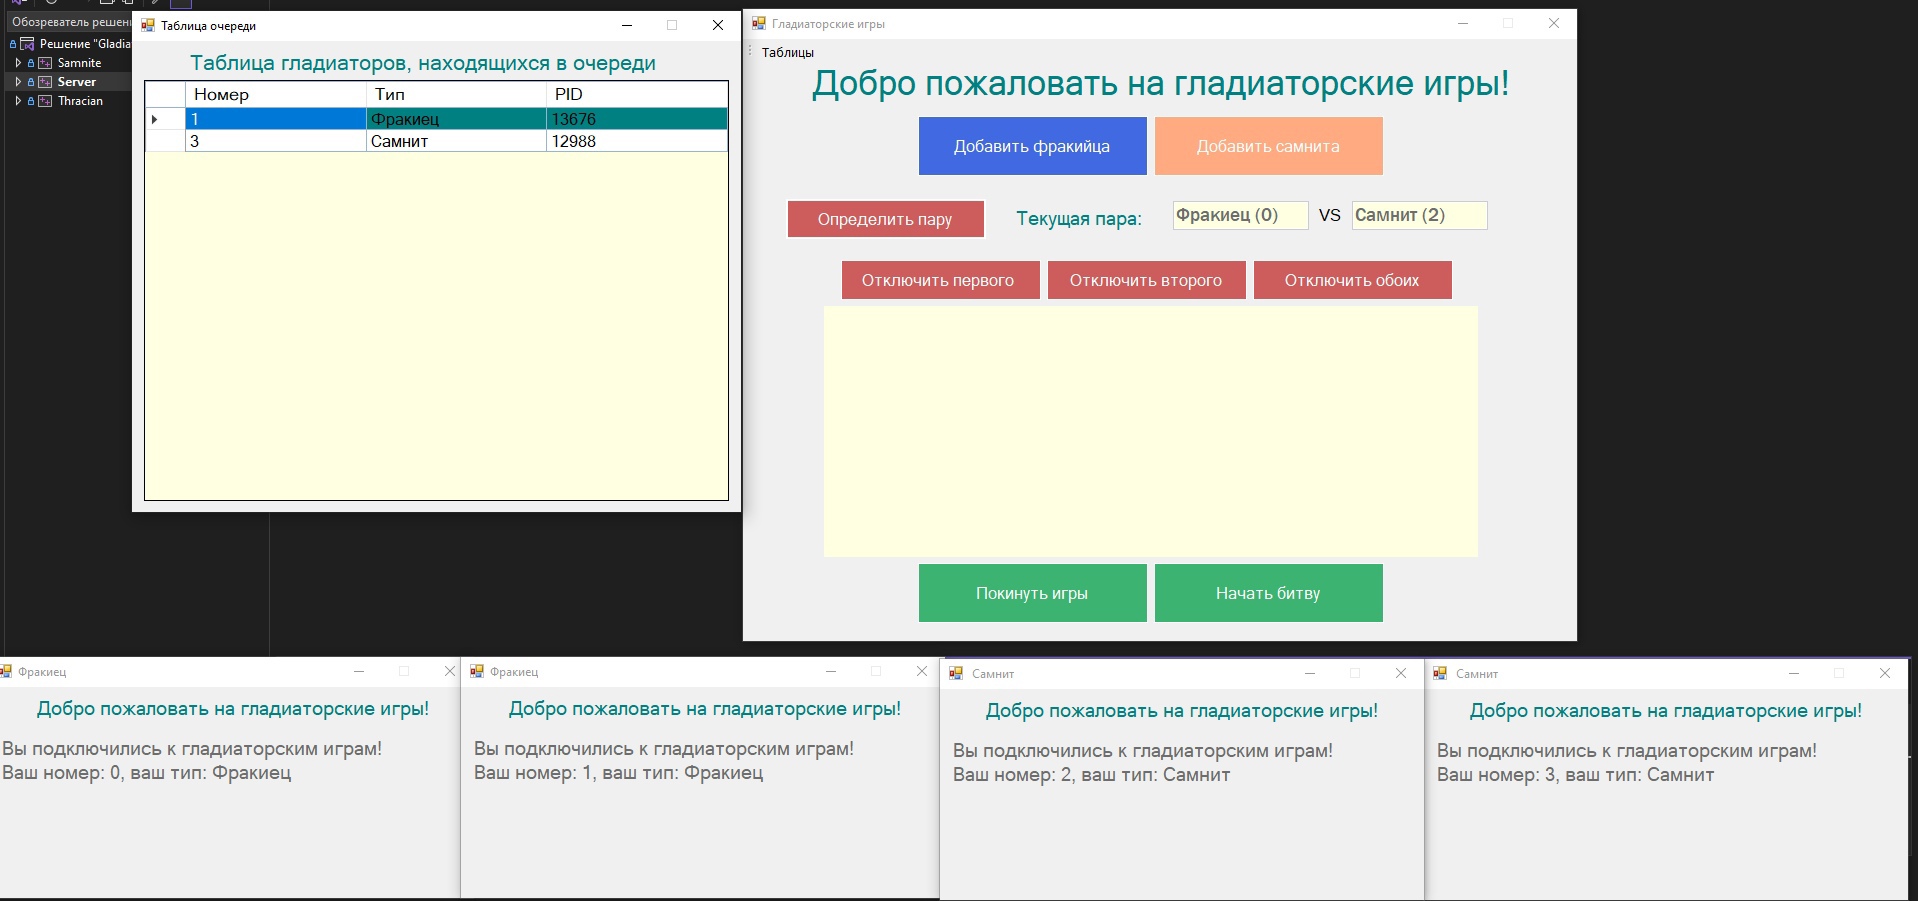 Обозреватель решени
Решение "Gladia
Samnite
Server
Thracian
Таблица очереди
Таблица гладиаторов, находящихся в очереди
Номер Тип PID
1 Фракиец 13676
3 Самнит 12988
Гладиаторские игры
Таблицы
Добро пожаловать на гладиаторские игры!
Добавить фракийца Добавить самнита
Определить пару Текущая пара: Фракиец (0) VS Самнит (2)
Отключить первого Отключить второго Отключить обоих
Покинуть игры Начать битву
Фракиец
Добро пожаловать на гладиаторские игры!
Вы подключились к гладиаторским играм!
Ваш номер: 0, ваш тип: Фракиец
Фракиец
Добро пожаловать на гладиаторские игры!
Вы подключились к гладиаторским играм!
Ваш номер: 1, ваш тип: Фракиец
Самнит
Добро пожаловать на гладиаторские игры!
Вы подключились к гладиаторским играм!
Ваш номер: 2, ваш тип: Самнит
Самнит
Добро пожаловать на гладиаторские игры!
Вы подключились к гладиаторским играм!
Ваш номер: 3, ваш тип: Самнит